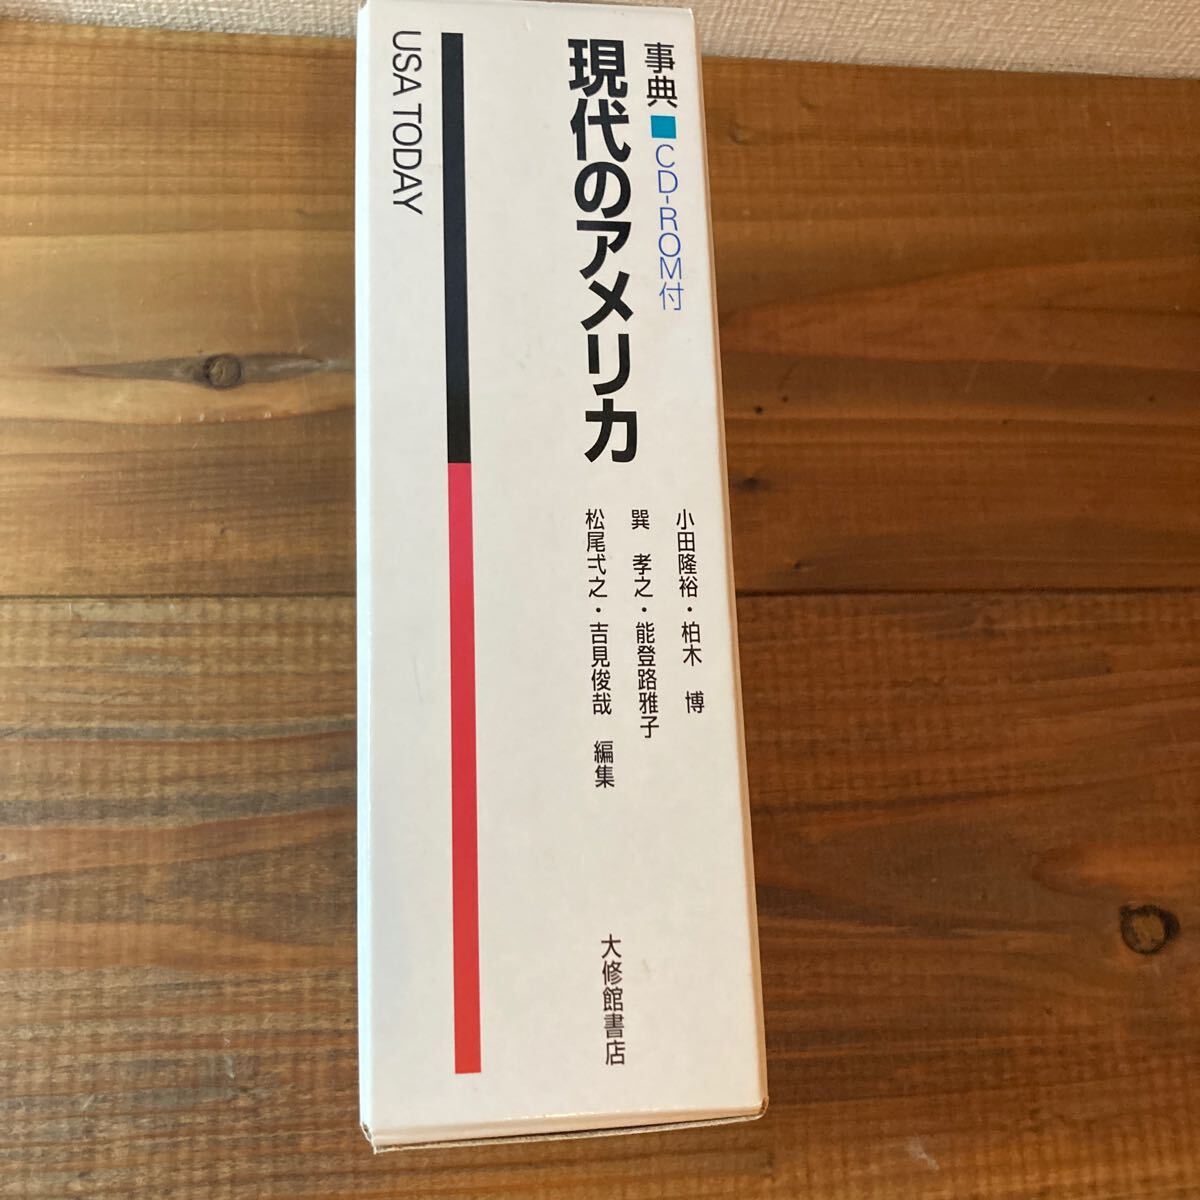 事典■CD-ROM付
現代のアメリカ
小田隆裕・柏木　博
巽　孝之・能登路雅子
松尾弌之・吉見俊哉　編集
大修館書店
USA TODAY